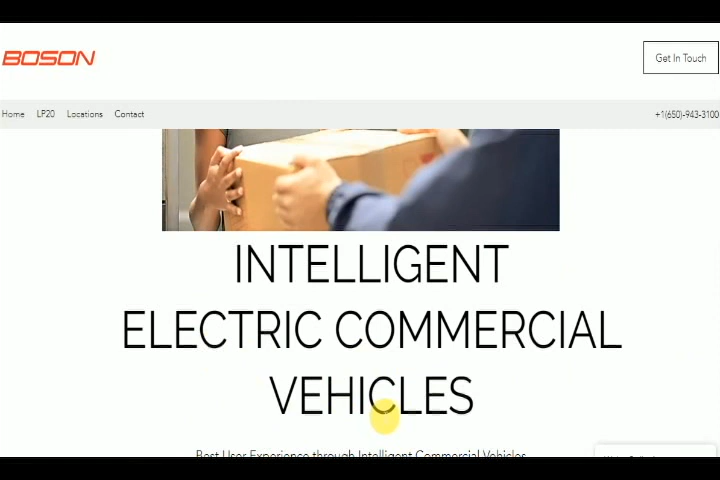 BOSON
Get In Touch
Home LP20 Locations Contact
+1(650)-943-3100
INTELLIGENT
ELECTRIC COMMERCIAL
VEHICLES
Best User Experience through Intelligent Commercial Vehicles